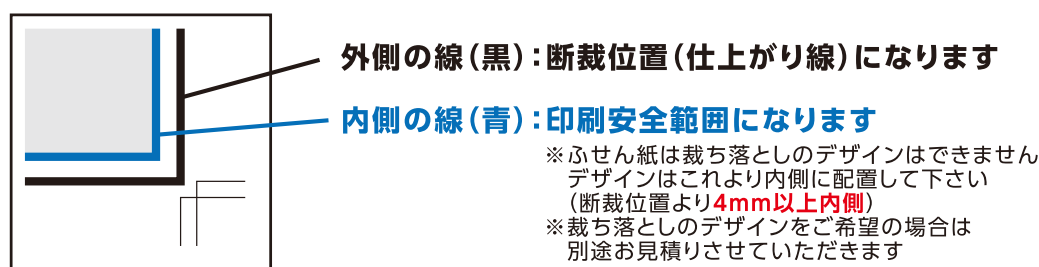 外側の線(黒):断裁位置(仕上がり線)になります
内側の線(青):印刷安全範囲になります
※ふせん紙は裁ち落としのデザインはできません
デザインはこれより内側に配置して下さい
(断裁位置より4mm以上内側)
※裁ち落としのデザインをご希望の場合は
別途お見積りさせていただきます